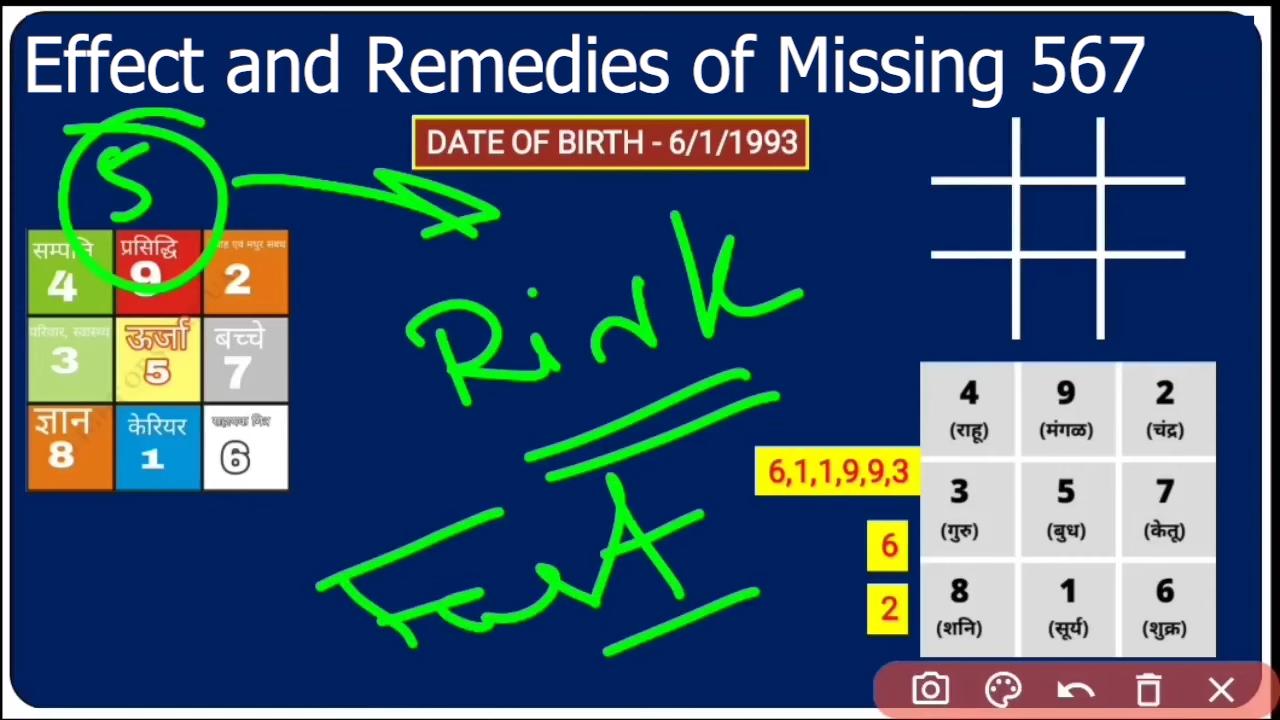 Effect and Remedies of Missing 567
DATE OF BIRTH - 6/1/1993
5
सम्पत्ति
4
प्रसिद्धि
9
2
परिवार, स्वास्थ्य
3
ऊर्जा
5
बच्चे
7
ज्ञान
8
केरियर
1
6
6,1,1,9,9,3
6
2
4
(राहू)
9
(मंगळ)
2
(चंद्र)
3
(गुरु)
5
(बुध)
7
(केतू)
8
(शनि)
1
(सूर्य)
6
(शुक्र)